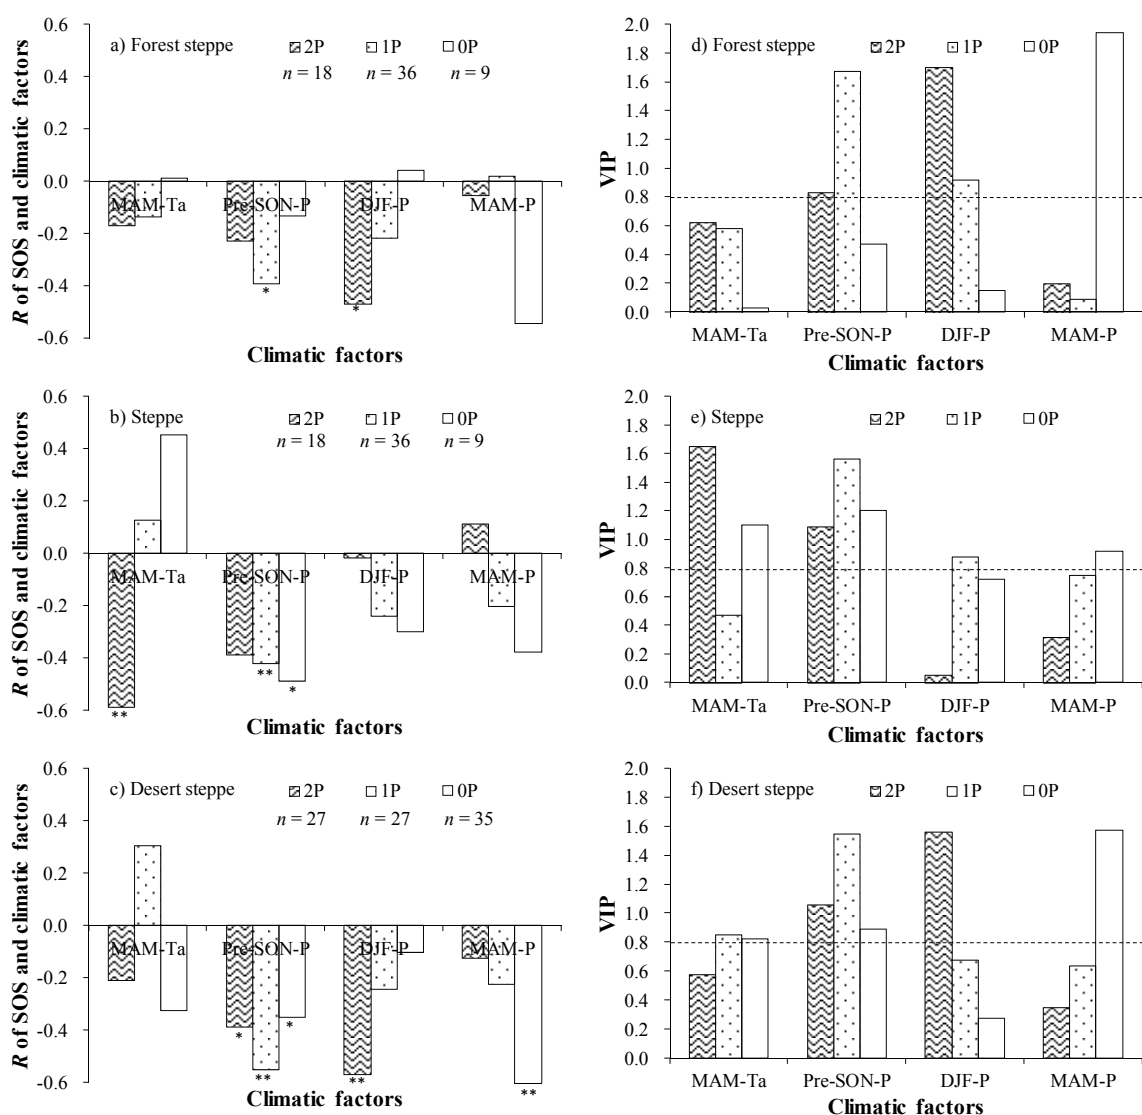 a) Forest steppe 2P 1P 0P
n = 18 n = 36 n = 9
R of SOS and climatic factors
0.6
0.4
0.2
0.0
-0.2
-0.4
-0.6
MAM-Ta Pre-SON-P DJF-P MAM-P
*
*
Climatic factors
d) Forest steppe 2P 1P 0P
VIP
2.0
1.8
1.6
1.4
1.2
1.0
0.8
0.6
0.4
0.2
0.0
MAM-Ta Pre-SON-P DJF-P MAM-P
Climatic factors
b) Steppe 2P 1P 0P
n = 18 n = 36 n = 9
R of SOS and climatic factors
0.6
0.4
0.2
0.0
-0.2
-0.4
-0.6
MAM-Ta Pre-SON-P DJF-P MAM-P
**
*
**
Climatic factors
e) Steppe 2P 1P 0P
VIP
2.0
1.8
1.6
1.4
1.2
1.0
0.8
0.6
0.4
0.2
0.0
MAM-Ta Pre-SON-P DJF-P MAM-P
Climatic factors
c) Desert steppe 2P 1P 0P
n = 27 n = 27 n = 35
R of SOS and climatic factors
0.6
0.4
0.2
0.0
-0.2
-0.4
-0.6
MAM-Ta Pre-SON-P DJF-P MAM-P
* *
** ** **
Climatic factors
f) Desert steppe 2P 1P 0P
VIP
2.0
1.8
1.6
1.4
1.2
1.0
0.8
0.6
0.4
0.2
0.0
MAM-Ta Pre-SON-P DJF-P MAM-P
Climatic factors